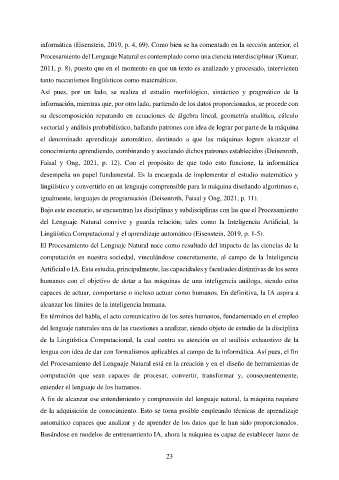 informática (Eisenstein, 2019, p. 4, 69). Como bien se ha comentado en la sección anterior, el
Procesamiento del Lenguaje Natural es contemplado como una ciencia interdisciplinar (Kumar,
2011, p. 8), puesto que en el momento en que un texto es analizado y procesado, intervienen
tanto mecanismos lingüísticos como matemáticos.
Así pues, por un lado, se realiza el estudio morfológico, sintáctico y pragmático de la
información, mientras que, por otro lado, partiendo de los datos proporcionados, se procede con
su descomposición reparando en ecuaciones de álgebra lineal, geometría analítica, cálculo
vectorial y análisis probabilístico, hallando patrones con idea de lograr por parte de la máquina
el denominado aprendizaje automático, destinado a que las máquinas logren alcanzar el
conocimiento aprendiendo, combinando y asociando dichos patrones establecidos (Deisenroth,
Faisal y Ong, 2021, p. 12). Con el propósito de que todo esto funcione, la informática
desempeña un papel fundamental. Es la encargada de implementar el estudio matemático y
lingüístico y convertirlo en un lenguaje comprensible para la máquina diseñando algoritmos e,
igualmente, lenguajes de programación (Deisenroth, Faisal y Ong, 2021, p. 11).
Bajo este escenario, se encuentran las disciplinas y subdisciplinas con las que el Procesamiento
del Lenguaje Natural convive y guarda relación; tales como la Inteligencia Artificial, la
Lingüística Computacional y el aprendizaje automático (Eisenstein, 2019, p. 1-5).
El Procesamiento del Lenguaje Natural nace como resultado del impacto de las ciencias de la
computación en nuestra sociedad, vinculándose concretamente, al campo de la Inteligencia
Artificial o IA. Esta estudia, principalmente, las capacidades y facultades distintivas de los seres
humanos con el objetivo de dotar a las máquinas de una inteligencia análoga, siendo estas
capaces de actuar, comportarse o incluso actuar como humanos. En definitiva, la IA aspira a
alcanzar los límites de la inteligencia humana.
En términos del habla, el acto comunicativo de los seres humanos, fundamentado en el empleo
del lenguaje naturales una de las cuestiones a analizar, siendo objeto de estudio de la disciplina
de la Lingüística Computacional, la cual centra su atención en el análisis exhaustivo de la
lengua con idea de dar con formalismos aplicables al campo de la informática. Así pues, el fin
del Procesamiento del Lenguaje Natural está en la creación y en el diseño de herramientas de
computación que sean capaces de procesar, convertir, transformar y, consecuentemente,
entender el lenguaje de los humanos.
A fin de alcanzar ese entendimiento y comprensión del lenguaje natural, la máquina requiere
de la adquisición de conocimiento. Esto se torna posible empleando técnicas de aprendizaje
automático capaces que analizar y de aprender de los datos que le han sido proporcionados.
Basándose en modelos de entrenamiento IA, ahora la máquina es capaz de establecer lazos de
23